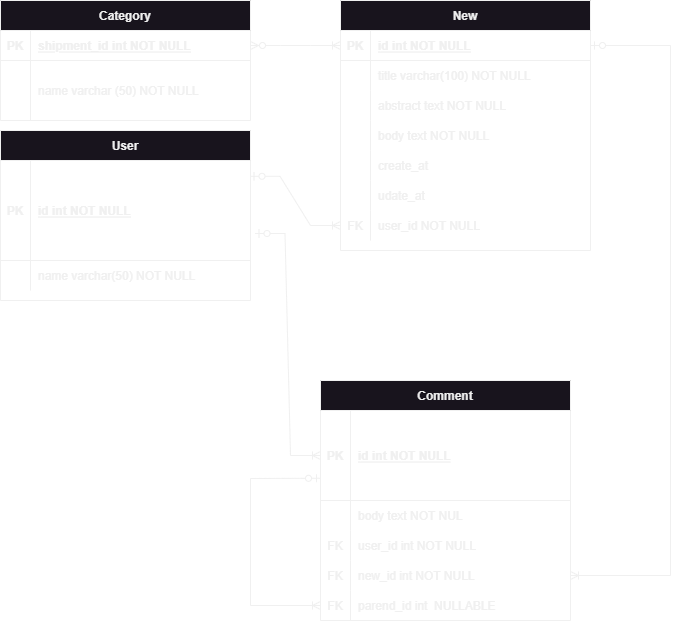 Category
PK shipment_id int NOT NULL
name varchar (50) NOT NULL
New
PK id int NOT NULL
title varchar(100) NOT NULL
abstract text NOT NULL
body text NOT NULL
create_at
udate_at
FK user_id NOT NULL
User
PK id int NOT NULL
name varchar(50) NOT NULL
Comment
PK id int NOT NULL
body text NOT NUL
FK user_id int NOT NULL
FK new_id int NOT NULL
FK parend_id int NULLABLE